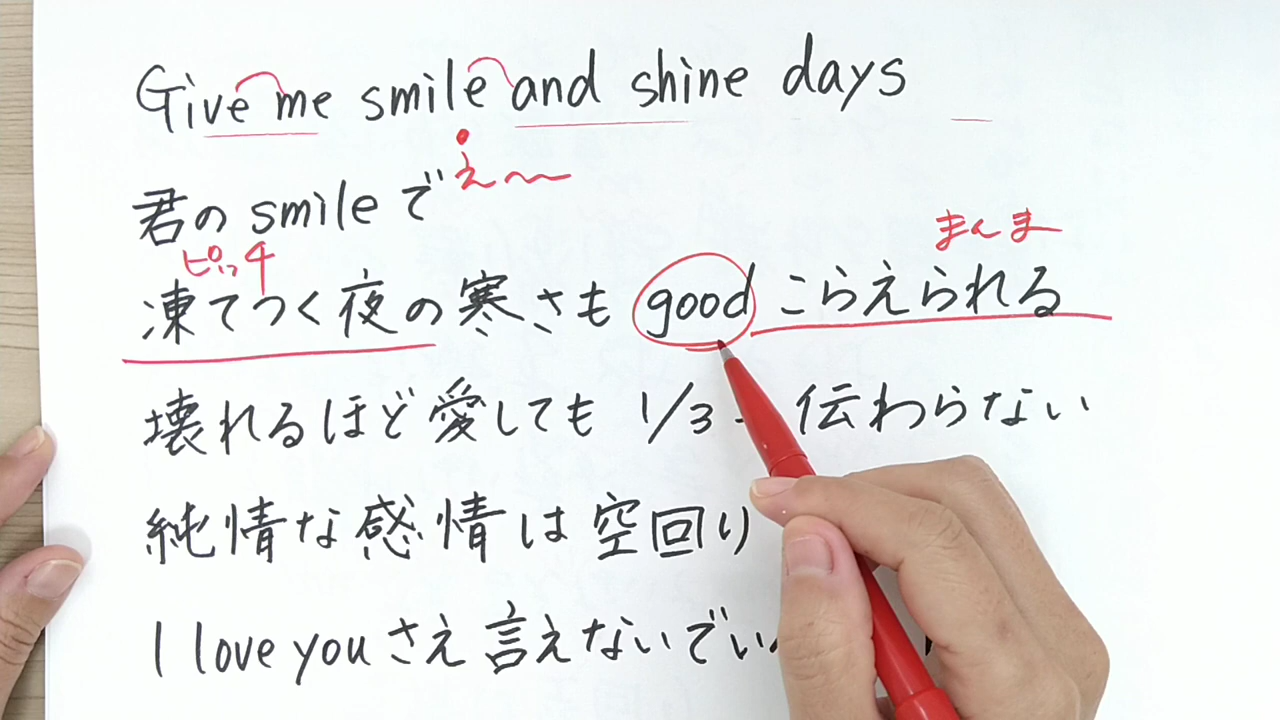 Give me smile and shine days
え〜
君の smile で
ピッチ
まんま
凍てつく夜の寒さも good こらえられる
壊れるほど愛しても 1/3 伝わらない
純情な感情は空回り
I love you さえ言えないでい